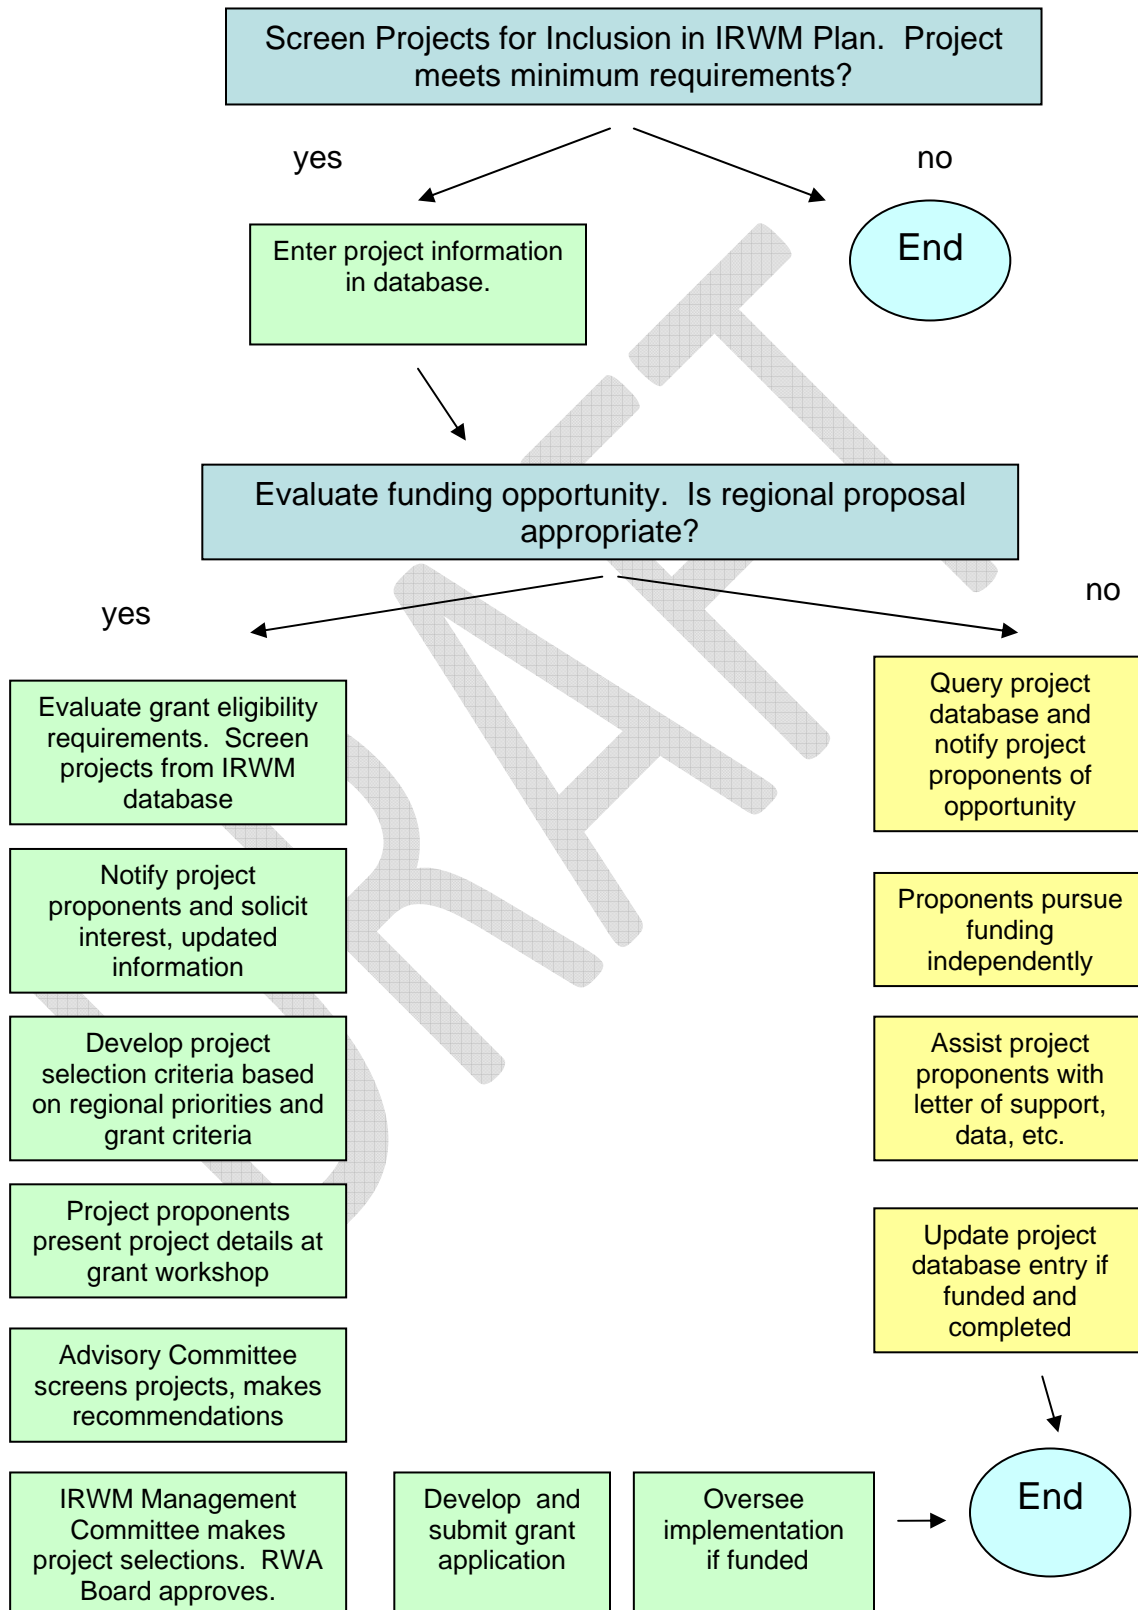 Screen Projects for Inclusion in IRWM Plan.  Project
meets minimum requirements?
yes
no
Enter project information
in database.
End
Evaluate funding opportunity.  Is regional proposal
appropriate?
yes
no
Evaluate grant eligibility
requirements.  Screen
projects from IRWM
database
Notify project
proponents and solicit
interest, updated
information
Develop project
selection criteria based
on regional priorities and
grant criteria
Project proponents
present project details at
grant workshop
Advisory Committee
screens projects, makes
recommendations
IRWM Management
Committee makes
project selections.  RWA
Board approves.
Develop  and
submit grant
application
Oversee
implementation
if funded
Query project
database and
notify project
proponents of
opportunity
Proponents pursue
funding
independently
Assist project
proponents with
letter of support,
data, etc.
Update project
database entry if
funded and
completed
End
DRAFT